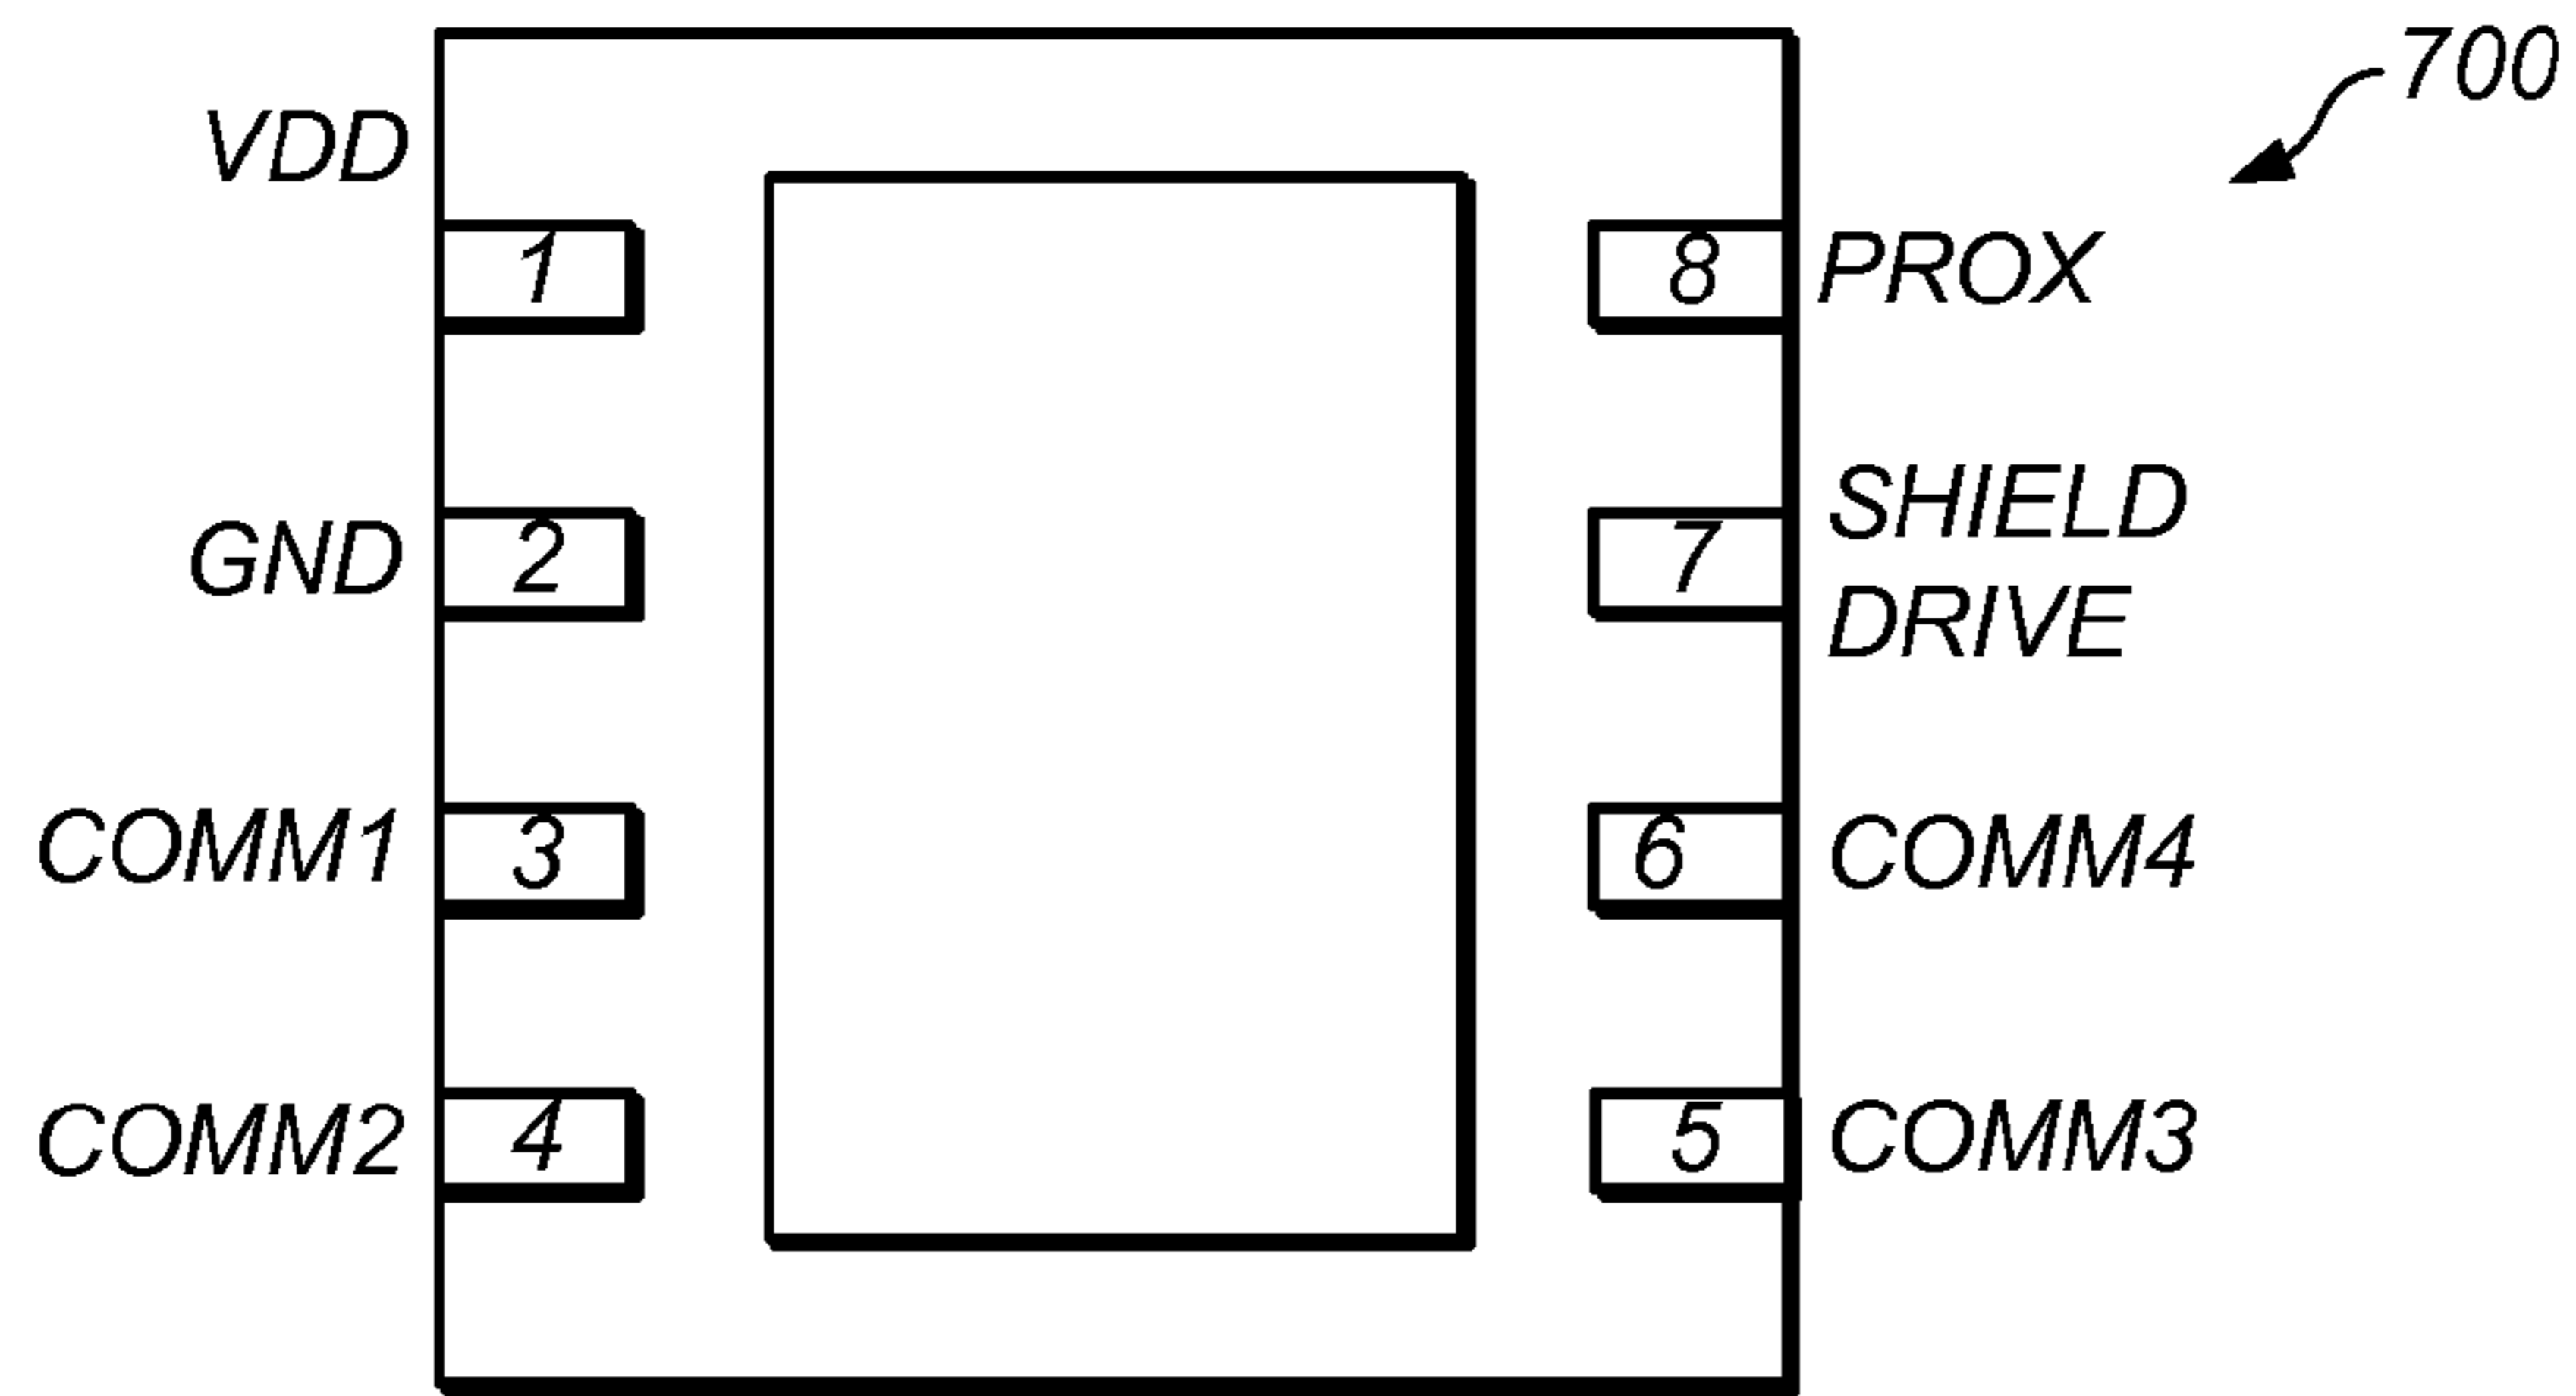 700
VDD
1
8
PROX
GND
2
7
SHIELD
DRIVE
COMM1
3
6
COMM4
COMM2
4
5
COMM3